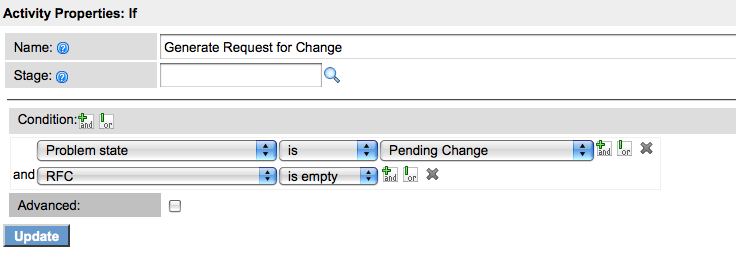 Activity Properties: If
Name: Generate Request for Change
Stage:
Condition: and or
Problem state is Pending Change and or
and RFC is empty and or
Advanced:
Update